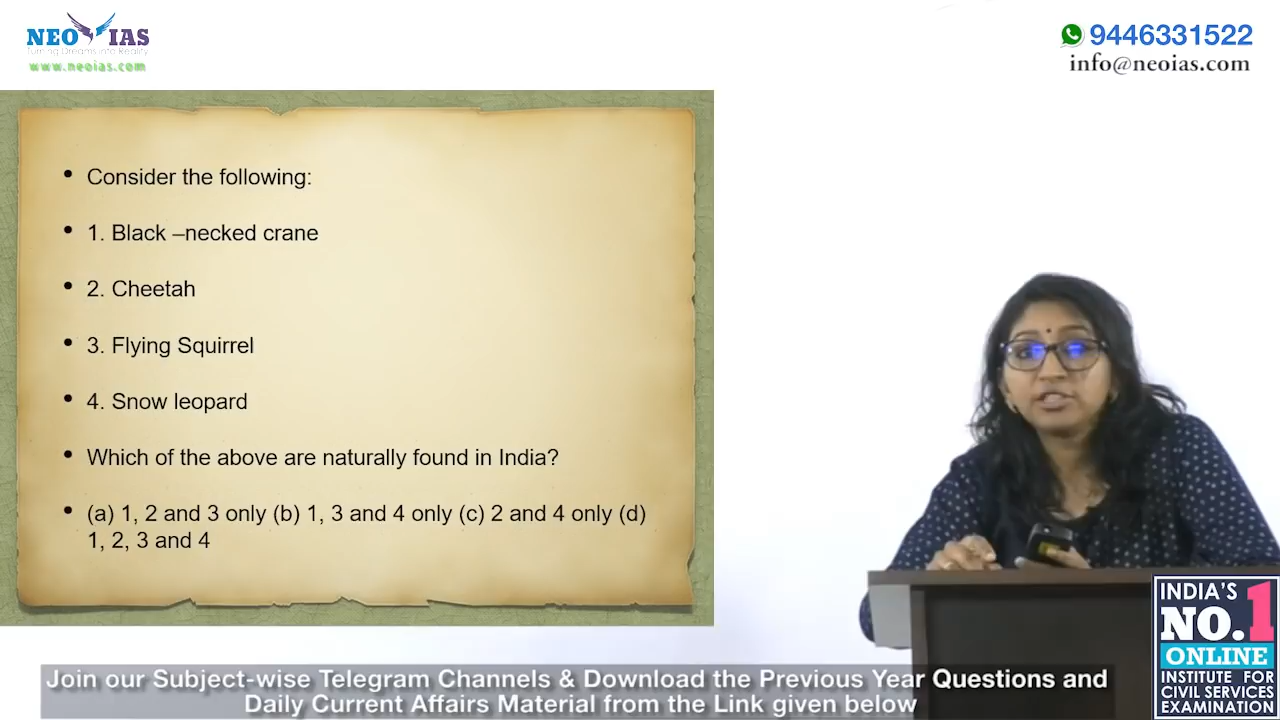 NEO IAS
Turning Dreams into Reality
www.neoias.com
9446331522
info@neoias.com
• Consider the following:
• 1. Black –necked crane
• 2. Cheetah
• 3. Flying Squirrel
• 4. Snow leopard
• Which of the above are naturally found in India?
• (a) 1, 2 and 3 only (b) 1, 3 and 4 only (c) 2 and 4 only (d)
1, 2, 3 and 4
INDIA'S
NO.1
ONLINE
INSTITUTE FOR
CIVIL SERVICES
EXAMINATION
Join our Subject-wise Telegram Channels & Download the Previous Year Questions and
Daily Current Affairs Material from the Link given below